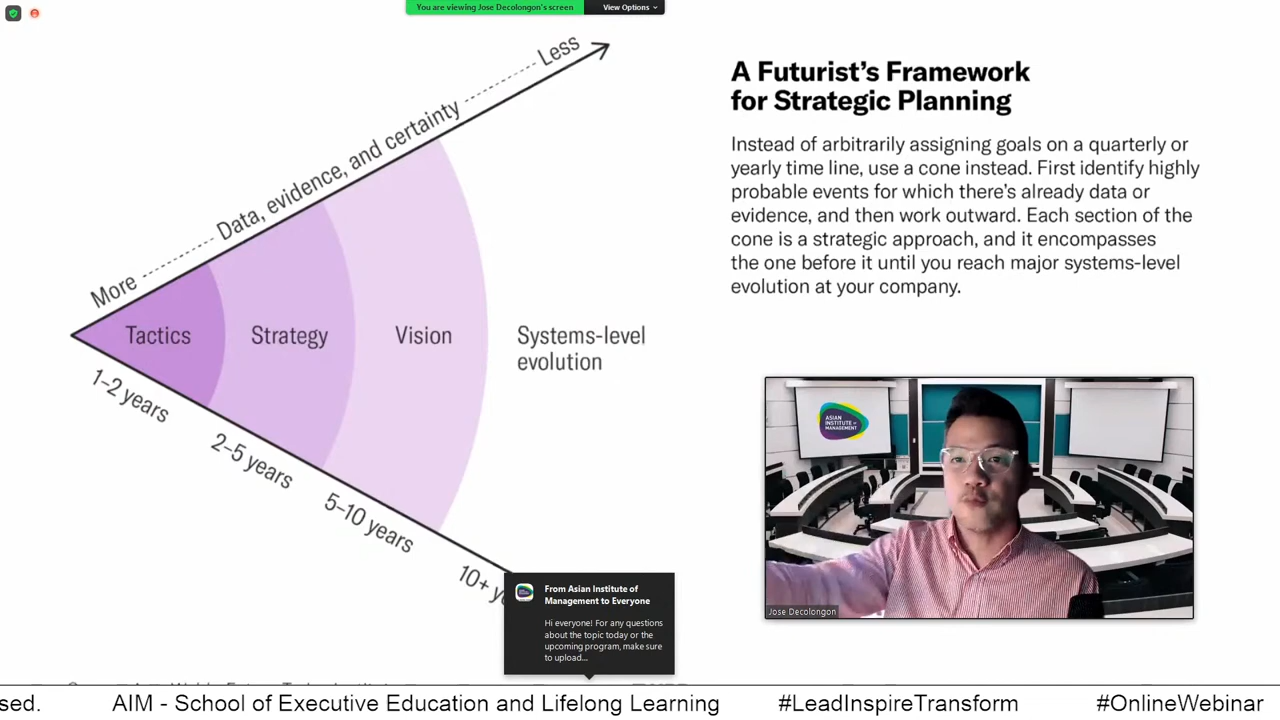 You are viewing Jose Decolongon's screen
View Options
Less
Data, evidence, and certainty
More
Tactics
Strategy
Vision
Systems-level
evolution
1–2 years
2–5 years
5–10 years
10+
A Futurist's Framework
for Strategic Planning
Instead of arbitrarily assigning goals on a quarterly or
yearly time line, use a cone instead. First identify highly
probable events for which there's already data or
evidence, and then work outward. Each section of the
cone is a strategic approach, and it encompasses
the one before it until you reach major systems-level
evolution at your company.
ASIAN
INSTITUTE of
MANAGEMENT
Jose Decolongon
From Asian Institute of
Management to Everyone
Hi everyone! For any questions
about the topic today or the
upcoming program, make sure
to upload...
sed. AIM - School of Executive Education and Lifelong Learning #LeadInspireTransform #OnlineWebinar